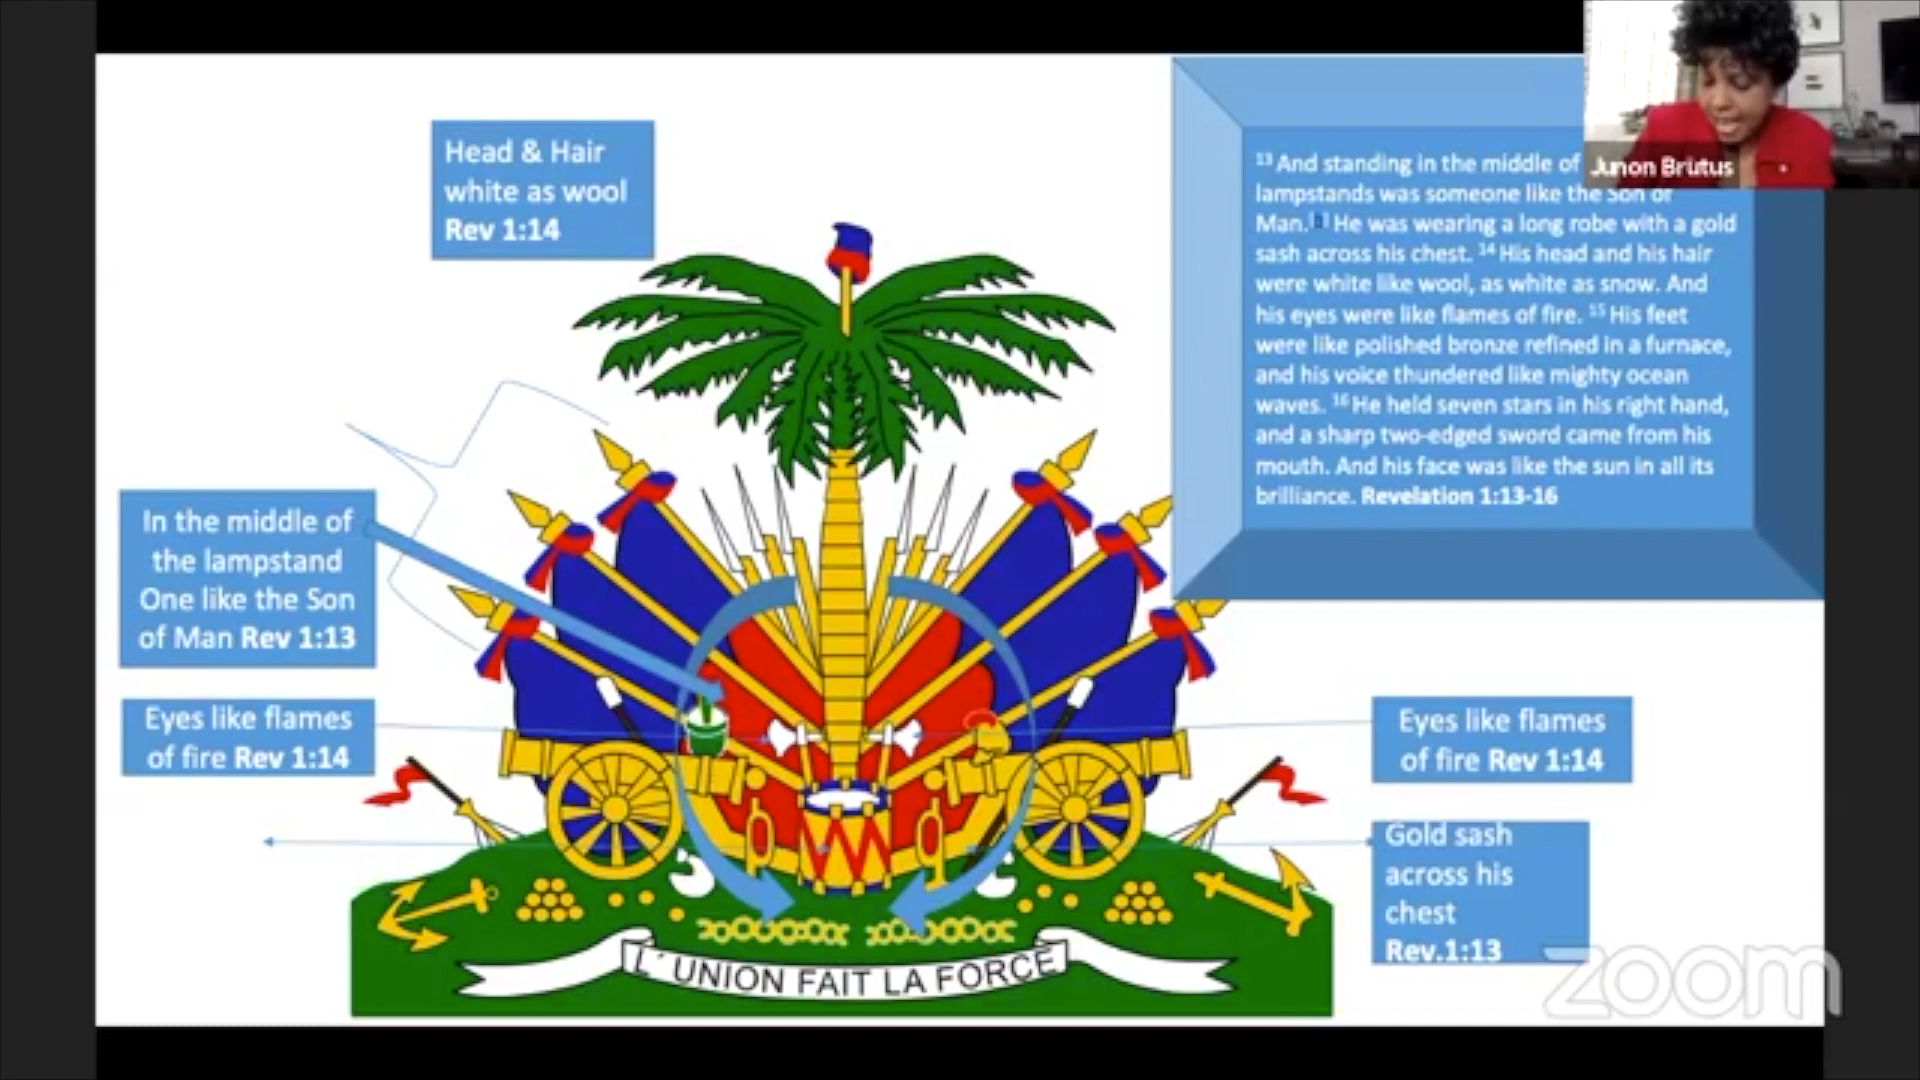 Head & Hair
white as wool
Rev 1:14
13 And standing in the middle of
lampstands was someone like the Son of
Man. He was wearing a long robe with a gold
sash across his chest. 14 His head and his hair
were white like wool, as white as snow. And
his eyes were like flames of fire. 15 His feet
were like polished bronze refined in a furnace,
and his voice thundered like mighty ocean
waves. 16 He held seven stars in his right hand,
and a sharp two-edged sword came from his
mouth. And his face was like the sun in all its
brilliance. Revelation 1:13-16
Junon Brutus
In the middle of
the lampstand
One like the Son
of Man Rev 1:13
Eyes like flames
of fire Rev 1:14
Eyes like flames
of fire Rev 1:14
Gold sash
across his
chest
Rev.1:13
L' UNION FAIT LA FORCE
zoom